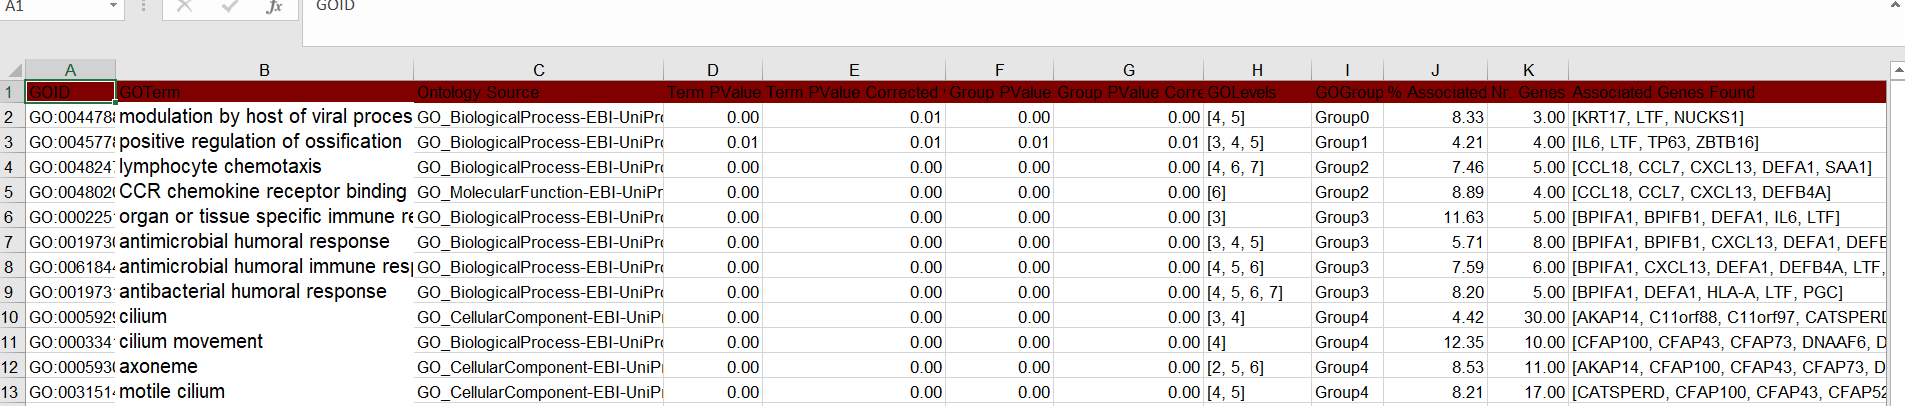 A1 fx GOID
A B C D E F G H I J K
1 GOID GOTerm Ontology Source Term PValue Term PValue Corrected Group PValue Group PValue Corre GOLevels GOGroup % Associated Nr. Genes Associated Genes Found
2 GO:004478 modulation by host of viral proces GO_BiologicalProcess-EBI-UniPr 0.00 0.01 0.00 0.00 [4, 5] Group0 8.33 3.00 [KRT17, LTF, NUCKS1]
3 GO:004577 positive regulation of ossification GO_BiologicalProcess-EBI-UniPr 0.01 0.01 0.01 0.01 [3, 4, 5] Group1 4.21 4.00 [IL6, LTF, TP63, ZBTB16]
4 GO:004824 lymphocyte chemotaxis GO_BiologicalProcess-EBI-UniPr 0.00 0.00 0.00 0.00 [4, 6, 7] Group2 7.46 5.00 [CCL18, CCL7, CXCL13, DEFA1, SAA1]
5 GO:004802 CCR chemokine receptor binding GO_MolecularFunction-EBI-UniPr 0.00 0.00 0.00 0.00 [6] Group2 8.89 4.00 [CCL18, CCL7, CXCL13, DEFB4A]
6 GO:000225 organ or tissue specific immune re GO_BiologicalProcess-EBI-UniPr 0.00 0.00 0.00 0.00 [3] Group3 11.63 5.00 [BPIFA1, BPIFB1, DEFA1, IL6, LTF]
7 GO:001973 antimicrobial humoral response GO_BiologicalProcess-EBI-UniPr 0.00 0.00 0.00 0.00 [3, 4, 5] Group3 5.71 8.00 [BPIFA1, BPIFB1, CXCL13, DEFA1, DEFE
8 GO:006184 antimicrobial humoral immune res GO_BiologicalProcess-EBI-UniPr 0.00 0.00 0.00 0.00 [4, 5, 6] Group3 7.59 6.00 [BPIFA1, CXCL13, DEFA1, DEFB4A, LTF,
9 GO:001973 antibacterial humoral response GO_BiologicalProcess-EBI-UniPr 0.00 0.00 0.00 0.00 [4, 5, 6, 7] Group3 8.20 5.00 [BPIFA1, DEFA1, HLA-A, LTF, PGC]
10 GO:000592 cilium GO_CellularComponent-EBI-UniP 0.00 0.00 0.00 0.00 [3, 4] Group4 4.42 30.00 [AKAP14, C11orf88, C11orf97, CATSPERD
11 GO:000334 cilium movement GO_BiologicalProcess-EBI-UniPr 0.00 0.00 0.00 0.00 [4] Group4 12.35 10.00 [CFAP100, CFAP43, CFAP73, DNAAF6, D
12 GO:000593 axoneme GO_CellularComponent-EBI-UniP 0.00 0.00 0.00 0.00 [2, 5, 6] Group4 8.53 11.00 [AKAP14, CFAP100, CFAP43, CFAP73, D
13 GO:003151 motile cilium GO_CellularComponent-EBI-UniP 0.00 0.00 0.00 0.00 [4, 5] Group4 8.21 17.00 [CATSPERD, CFAP100, CFAP43, CFAP52